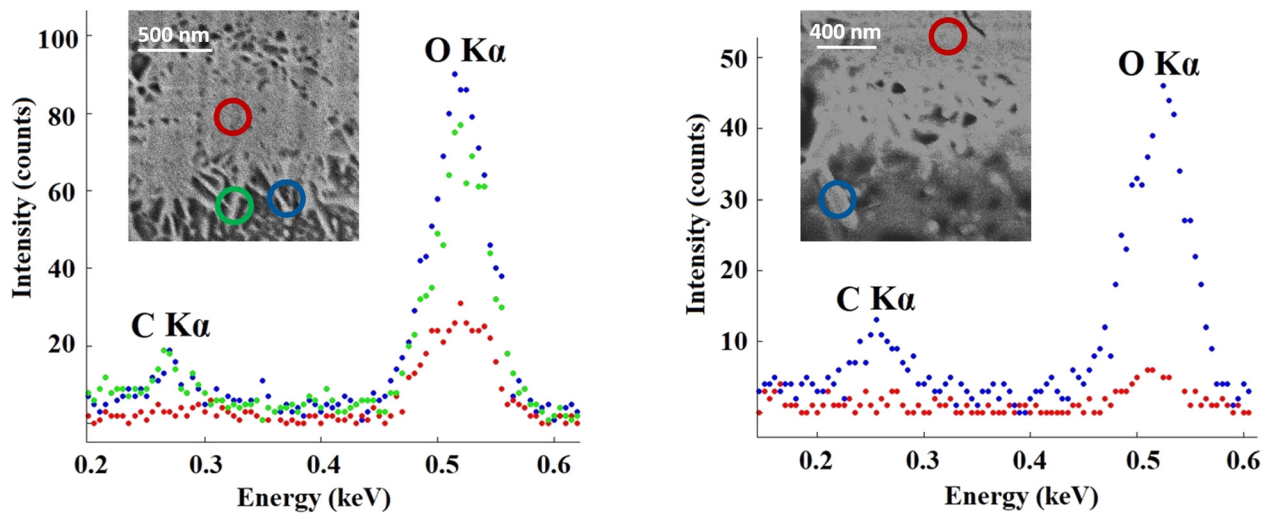 100
80
60
40
20
Intensity (counts)
500 nm
O Kα
C Kα
0.2 0.3 0.4 0.5 0.6
Energy (keV)
50
40
30
20
10
Intensity (counts)
400 nm
O Kα
C Kα
0.2 0.3 0.4 0.5 0.6
Energy (keV)